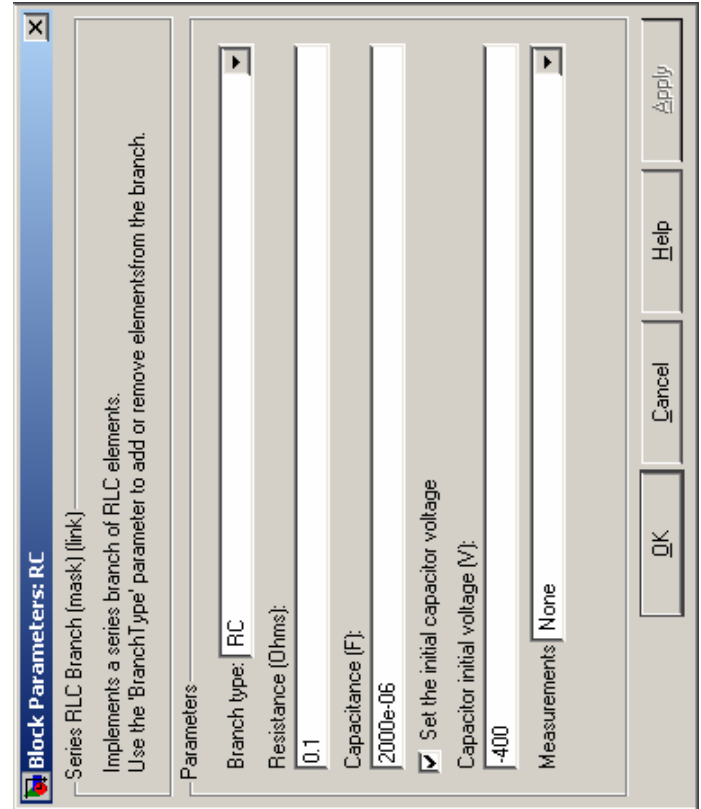 Block Parameters: RC
Series RLC Branch (mask) (link)
Implements a series branch of RLC elements.
Use the 'BranchType' parameter to add or remove elementsfrom the branch.
Parameters
Branch type: RC
Resistance (Ohms):
0.1
Capacitance (F):
2000e-06
Set the initial capacitor voltage
Capacitor initial voltage (V):
-400
Measurements None
OK Cancel Help Apply